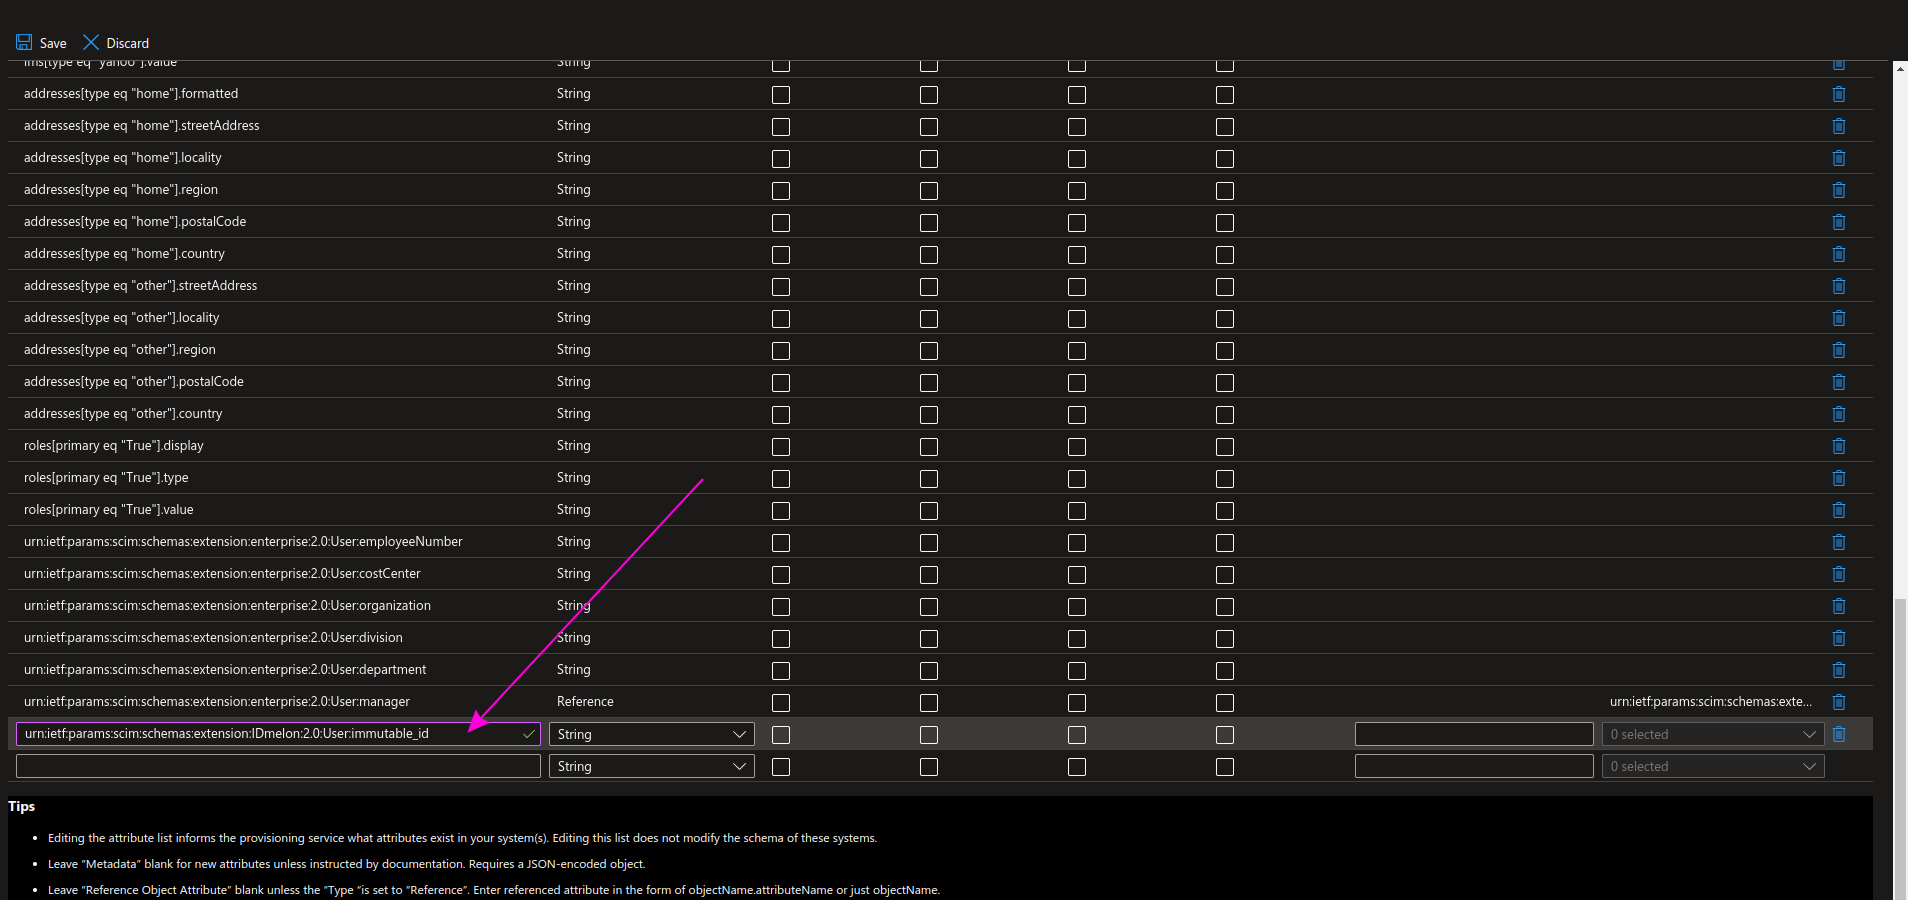 Save Discard
ims[type eq "yahoo"].value String
addresses[type eq "home"].formatted String
addresses[type eq "home"].streetAddress String
addresses[type eq "home"].locality String
addresses[type eq "home"].region String
addresses[type eq "home"].postalCode String
addresses[type eq "home"].country String
addresses[type eq "other"].streetAddress String
addresses[type eq "other"].locality String
addresses[type eq "other"].region String
addresses[type eq "other"].postalCode String
addresses[type eq "other"].country String
roles[primary eq "True"].display String
roles[primary eq "True"].type String
roles[primary eq "True"].value String
urn:ietf:params:scim:schemas:extension:enterprise:2.0:User:employeeNumber String
urn:ietf:params:scim:schemas:extension:enterprise:2.0:User:costCenter String
urn:ietf:params:scim:schemas:extension:enterprise:2.0:User:organization String
urn:ietf:params:scim:schemas:extension:enterprise:2.0:User:division String
urn:ietf:params:scim:schemas:extension:enterprise:2.0:User:department String
urn:ietf:params:scim:schemas:extension:enterprise:2.0:User:manager Reference urn:ietf:params:scim:schemas:exte...
urn:ietf:params:scim:schemas:extension:IDmelon:2.0:User:immutable_id String 0 selected
String 0 selected
Tips
• Editing the attribute list informs the provisioning service what attributes exist in your system(s). Editing this list does not modify the schema of these systems.
• Leave "Metadata" blank for new attributes unless instructed by documentation. Requires a JSON-encoded object.
• Leave "Reference Object Attribute" blank unless the "Type "is set to "Reference". Enter referenced attribute in the form of objectName.attributeName or just objectName.